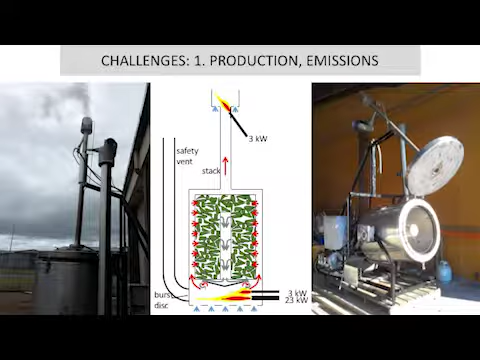 CHALLENGES: 1. PRODUCTION, EMISSIONS
3 kW
safety
vent
stack
burst
disc
3 kW
23 kW